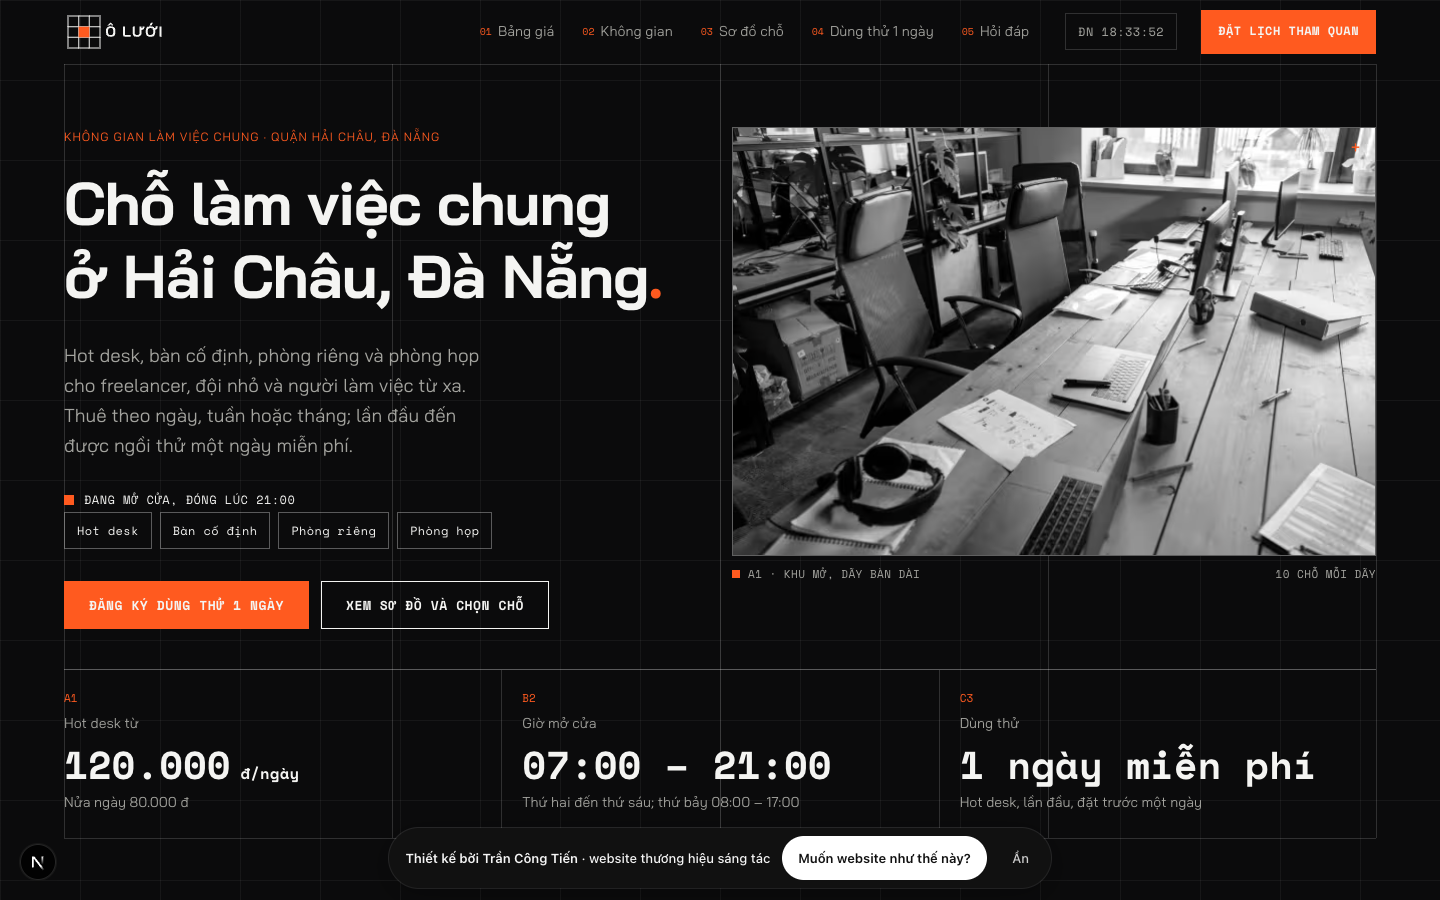 Ô LƯỚI
01 Bảng giá
02 Không gian
03 Sơ đồ chỗ
04 Dùng thử 1 ngày
05 Hỏi đáp
ĐN 18:33:52
ĐẶT LỊCH THAM QUAN
KHÔNG GIAN LÀM VIỆC CHUNG · QUẬN HẢI CHÂU, ĐÀ NẴNG
Chỗ làm việc chung
ở Hải Châu, Đà Nẵng.
Hot desk, bàn cố định, phòng riêng và phòng họp
cho freelancer, đội nhỏ và người làm việc từ xa.
Thuê theo ngày, tuần hoặc tháng; lần đầu đến
được ngồi thử một ngày miễn phí.
ĐANG MỞ CỬA, ĐÓNG LÚC 21:00
Hot desk
Bàn cố định
Phòng riêng
Phòng họp
ĐĂNG KÝ DÙNG THỬ 1 NGÀY
XEM SƠ ĐỒ VÀ CHỌN CHỖ
A1 · KHU MỞ, DÃY BÀN DÀI
10 CHỖ MỖI DÃY
A1
Hot desk từ
120.000 đ/ngày
Nửa ngày 80.000 đ
B2
Giờ mở cửa
07:00 – 21:00
Thứ hai đến thứ sáu; thứ bảy 08:00 – 17:00
C3
Dùng thử
1 ngày miễn phí
Hot desk, lần đầu, đặt trước một ngày
Thiết kế bởi Trần Công Tiến · website thương hiệu sáng tác
Muốn website như thế này?
Ẩn
N